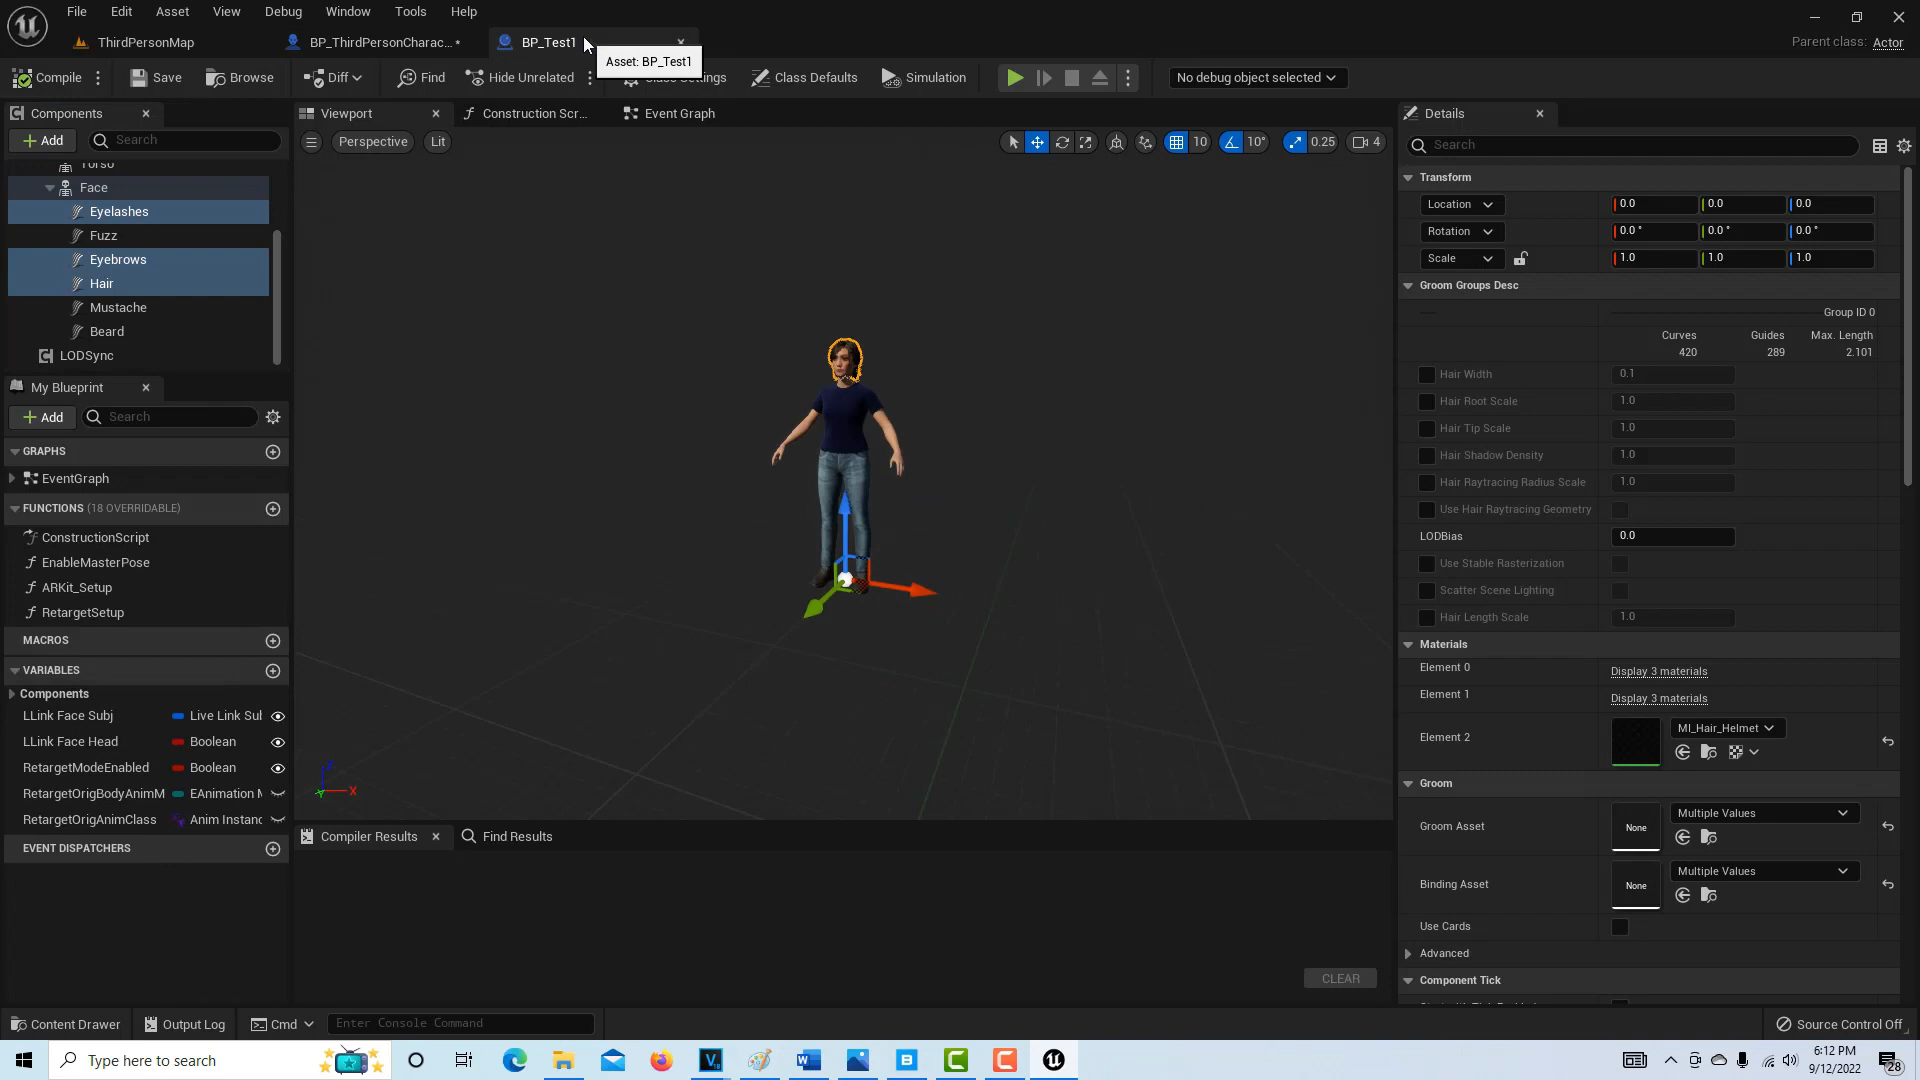 File Edit Asset View Debug Window Tools Help
ThirdPersonMap
BP_ThirdPersonCharac... *
BP_Test1
Parent class: Actor
Asset: BP_Test1
Compile Save Browse Diff Find Hide Unrelated Class Settings Class Defaults Simulation No debug object selected
Components
Add Search
Torso
Face
Eyelashes
Fuzz
Eyebrows
Hair
Mustache
Beard
LODSync
My Blueprint
Add Search
GRAPHS
EventGraph
FUNCTIONS (18 OVERRIDABLE)
ConstructionScript
EnableMasterPose
ARKit_Setup
RetargetSetup
MACROS
VARIABLES
Components
LLink Face Subj Live Link Sul
LLink Face Head Boolean
RetargetModeEnabled Boolean
RetargetOrigBodyAnimM EAnimation M
RetargetOrigAnimClass Anim Instanc
EVENT DISPATCHERS
Viewport Construction Scr... Event Graph
Perspective Lit 10 10° 0.25 4
Z
X
Y
Compiler Results Find Results
CLEAR
Details
Search
Transform
Location 0.0 0.0 0.0
Rotation 0.0 ° 0.0 ° 0.0 °
Scale 1.0 1.0 1.0
Groom Groups Desc
Group ID 0
Curves Guides Max. Length
420 289 2.101
Hair Width 0.1
Hair Root Scale 1.0
Hair Tip Scale 1.0
Hair Shadow Density 1.0
Hair Raytracing Radius Scale 1.0
Use Hair Raytracing Geometry
LODBias 0.0
Use Stable Rasterization
Scatter Scene Lighting
Hair Length Scale 1.0
Materials
Element 0 Display 3 materials
Element 1 Display 3 materials
Element 2 MI_Hair_Helmet
Groom
Groom Asset None Multiple Values
Binding Asset None Multiple Values
Use Cards
Advanced
Component Tick
Content Drawer Output Log Cmd Enter Console Command Source Control Off
Type here to search
6:12 PM
9/12/2022
28